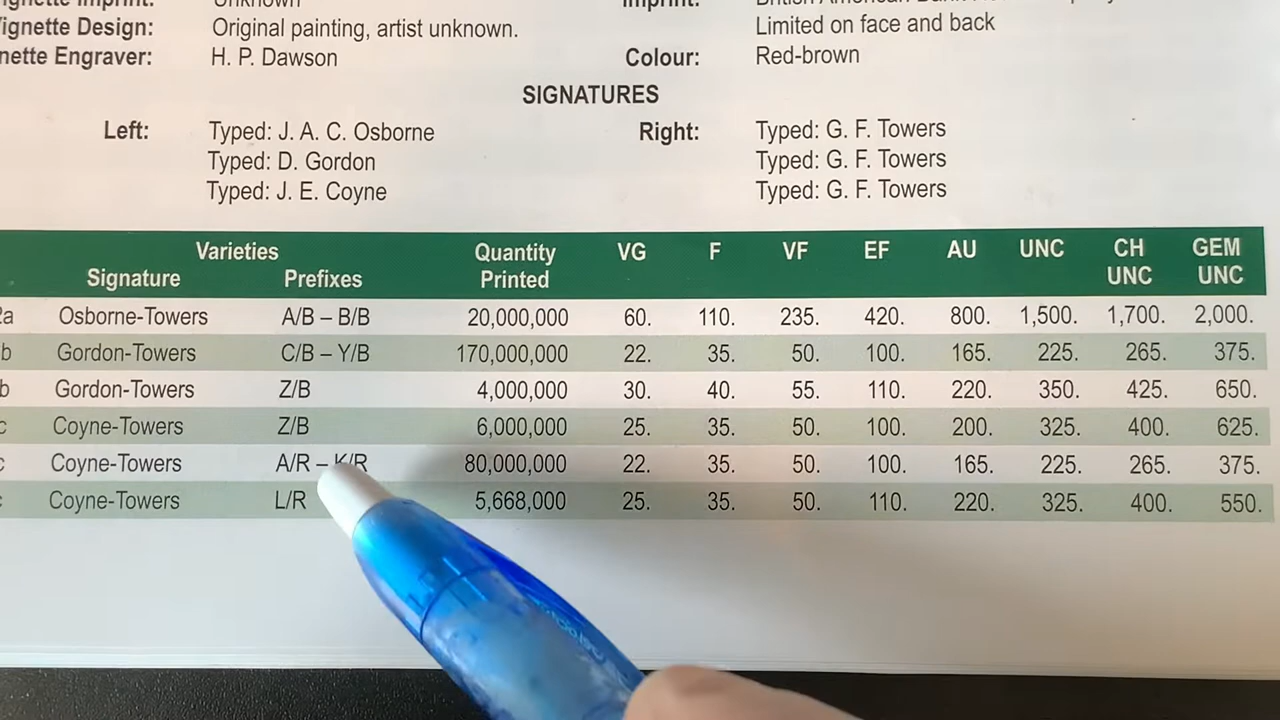 Unknown
Vignette Design: Original painting, artist unknown. Limited on face and back
H. P. Dawson Colour: Red-brown
SIGNATURES
Left: Typed: J. A. C. Osborne Right: Typed: G. F. Towers
Typed: D. Gordon Typed: G. F. Towers
Typed: J. E. Coyne Typed: G. F. Towers
Varieties Quantity VG F VF EF AU UNC CH GEM
Signature Prefixes Printed UNC UNC
2a Osborne-Towers A/B – B/B 20,000,000 60. 110. 235. 420. 800. 1,500. 1,700. 2,000.
b Gordon-Towers C/B – Y/B 170,000,000 22. 35. 50. 100. 165. 225. 265. 375.
b Gordon-Towers Z/B 4,000,000 30. 40. 55. 110. 220. 350. 425. 650.
c Coyne-Towers Z/B 6,000,000 25. 35. 50. 100. 200. 325. 400. 625.
c Coyne-Towers A/R – K/R 80,000,000 22. 35. 50. 100. 165. 225. 265. 375.
Coyne-Towers L/R 5,668,000 25. 35. 50. 110. 220. 325. 400. 550.